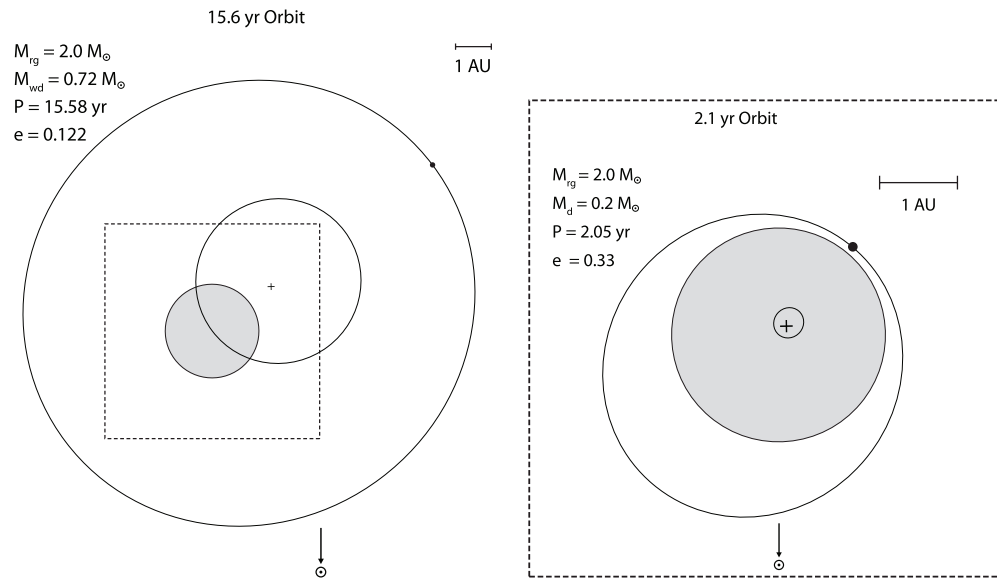 15.6 yr Orbit
M_rg = 2.0 M_☉
M_wd = 0.72 M_☉
P = 15.58 yr
e = 0.122
1 AU
2.1 yr Orbit
M_rg = 2.0 M_☉
M_d = 0.2 M_☉
P = 2.05 yr
e = 0.33
1 AU
☉
☉